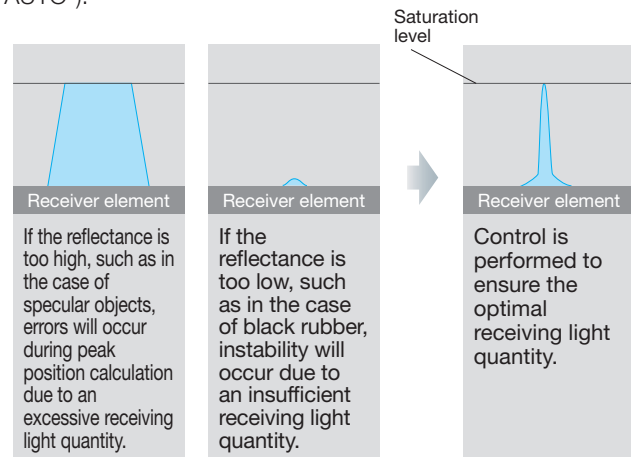 AUTO").
Saturation
level
Receiver element
If the reflectance is
too high, such as in
the case of
specular objects,
errors will occur
during peak
position calculation
due to an
excessive receiving
light quantity.
Receiver element
If the
reflectance is
too low, such
as in the case
of black rubber,
instability will
occur due to
an insufficient
receiving light
quantity.
Receiver element
Control is
performed to
ensure the
optimal
receiving light
quantity.